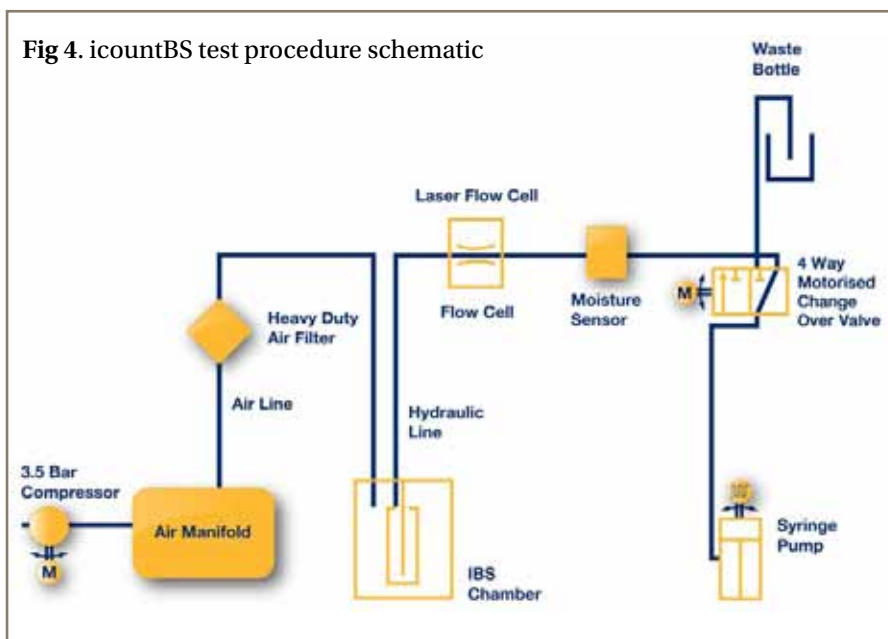 Fig 4. icountBS test procedure schematic
Waste
Bottle
Laser Flow Cell
Flow Cell
Moisture
Sensor
M
4 Way
Motorised
Change
Over Valve
Heavy Duty
Air Filter
Air Line
Hydraulic
Line
3.5 Bar
Compressor
M
Air Manifold
IBS
Chamber
Syringe
Pump